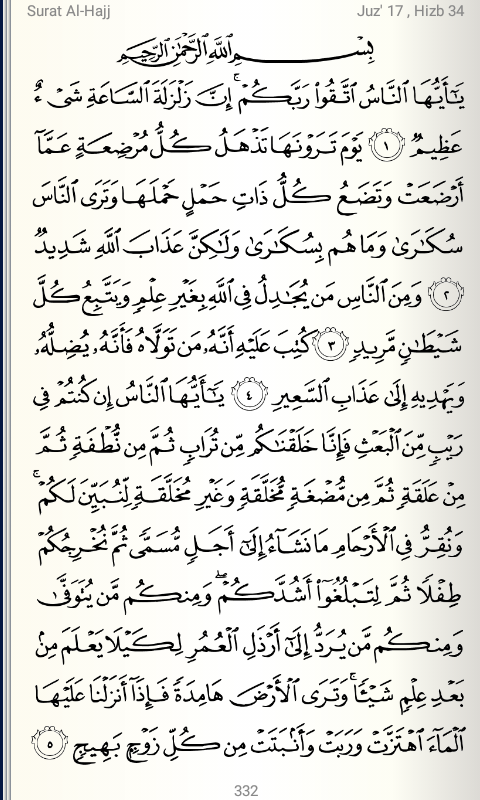 Surat Al-Hajj
Juz' 17 , Hizb 34
بِسْمِ ٱللَّهِ ٱلرَّحْمَٰنِ ٱلرَّحِيمِ
يَٰٓأَيُّهَا ٱلنَّاسُ ٱتَّقُوا۟ رَبَّكُمْ ۚ إِنَّ زَلْزَلَةَ ٱلسَّاعَةِ شَىْءٌ
عَظِيمٌ ١ يَوْمَ تَرَوْنَهَا تَذْهَلُ كُلُّ مُرْضِعَةٍ عَمَّآ
أَرْضَعَتْ وَتَضَعُ كُلُّ ذَاتِ حَمْلٍ حَمْلَهَا وَتَرَى ٱلنَّاسَ
سُكَٰرَىٰ وَمَا هُم بِسُكَٰرَىٰ وَلَٰكِنَّ عَذَابَ ٱللَّهِ شَدِيدٌ
٢ وَمِنَ ٱلنَّاسِ مَن يُجَٰدِلُ فِى ٱللَّهِ بِغَيْرِ عِلْمٍ وَيَتَّبِعُ كُلَّ
شَيْطَٰنٍ مَّرِيدٍ ٣ كُتِبَ عَلَيْهِ أَنَّهُۥ مَن تَوَلَّاهُ فَأَنَّهُۥ يُضِلُّهُۥ
وَيَهْدِيهِ إِلَىٰ عَذَابِ ٱلسَّعِيرِ ٤ يَٰٓأَيُّهَا ٱلنَّاسُ إِن كُنتُمْ فِى
رَيْبٍ مِّنَ ٱلْبَعْثِ فَإِنَّا خَلَقْنَٰكُم مِّن تُرَابٍ ثُمَّ مِن نُّطْفَةٍ ثُمَّ
مِنْ عَلَقَةٍ ثُمَّ مِن مُّضْغَةٍ مُّخَلَّقَةٍ وَغَيْرِ مُخَلَّقَةٍ لِّنُبَيِّنَ لَكُمْ ۚ
وَنُقِرُّ فِى ٱلْأَرْحَامِ مَا نَشَآءُ إِلَىٰٓ أَجَلٍ مُّسَمًّى ثُمَّ نُخْرِجُكُمْ
طِفْلًا ثُمَّ لِتَبْلُغُوٓا۟ أَشُدَّكُمْ ۖ وَمِنكُم مَّن يُتَوَفَّىٰ
وَمِنكُم مَّن يُرَدُّ إِلَىٰٓ أَرْذَلِ ٱلْعُمُرِ لِكَيْلَا يَعْلَمَ مِنۢ
بَعْدِ عِلْمٍ شَيْـًٔا ۚ وَتَرَى ٱلْأَرْضَ هَامِدَةً فَإِذَآ أَنزَلْنَا عَلَيْهَا
ٱلْمَآءَ ٱهْتَزَّتْ وَرَبَتْ وَأَنۢبَتَتْ مِن كُلِّ زَوْجٍۭ بَهِيجٍ ٥
332